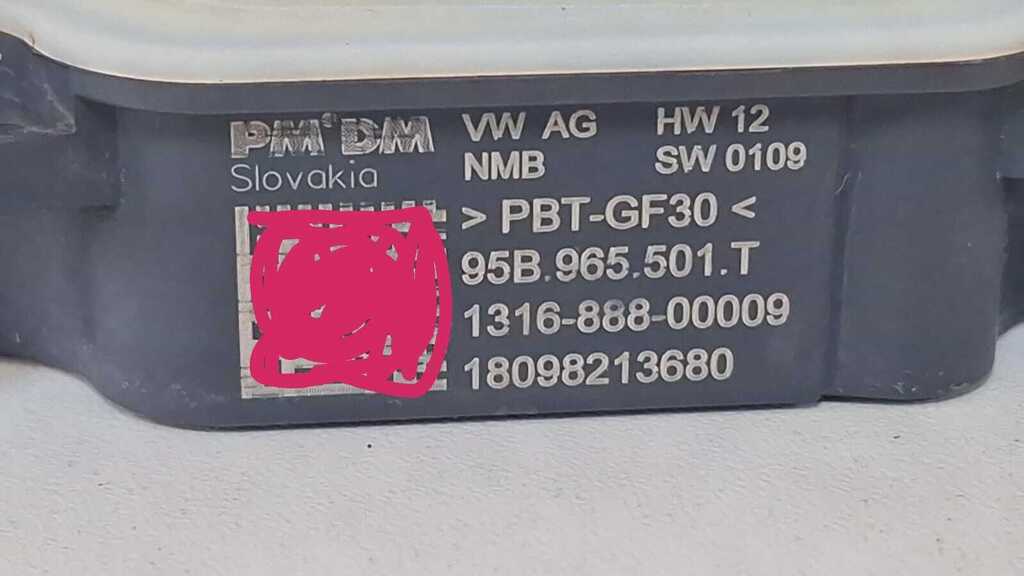 PM DM VW AG HW 12
Slovakia NMB SW 0109
> PBT-GF30 <
95B.965.501.T
1316-888-00009
18098213680